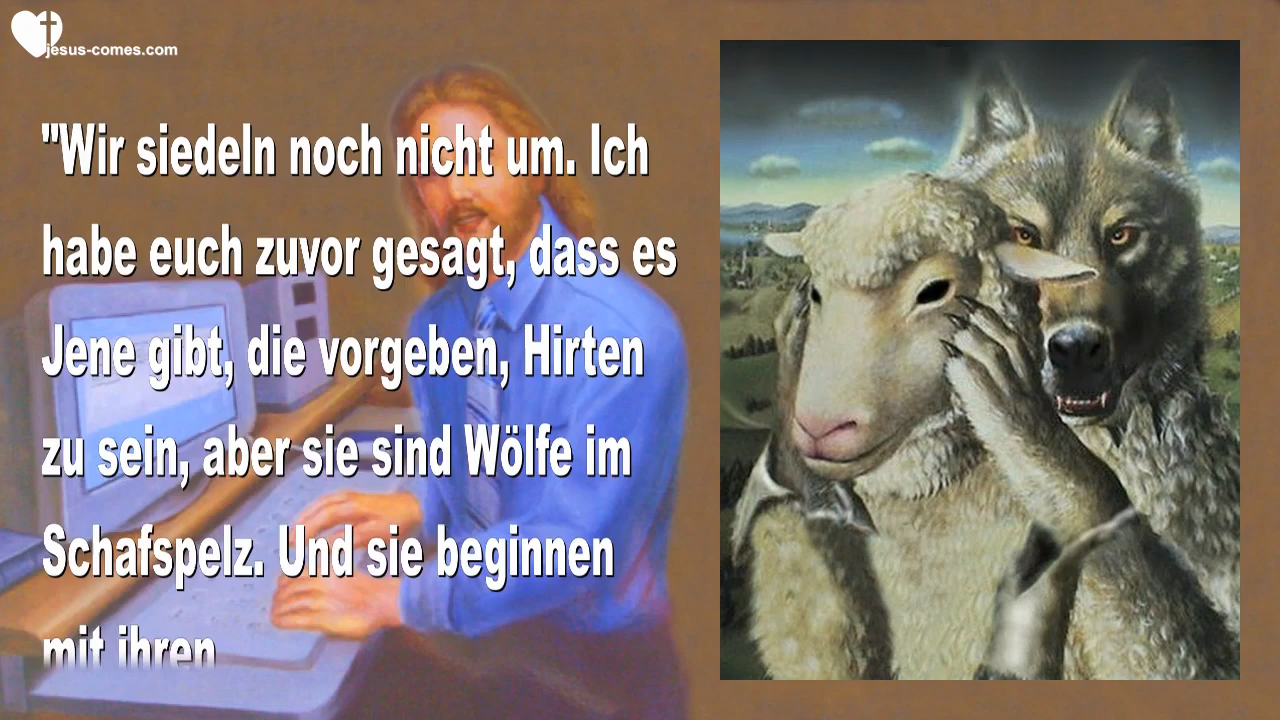 jesus-comes.com
"Wir siedeln noch nicht um. Ich
habe euch zuvor gesagt, dass es
Jene gibt, die vorgeben, Hirten
zu sein, aber sie sind Wölfe im
Schafspelz. Und sie beginnen
mit ihren